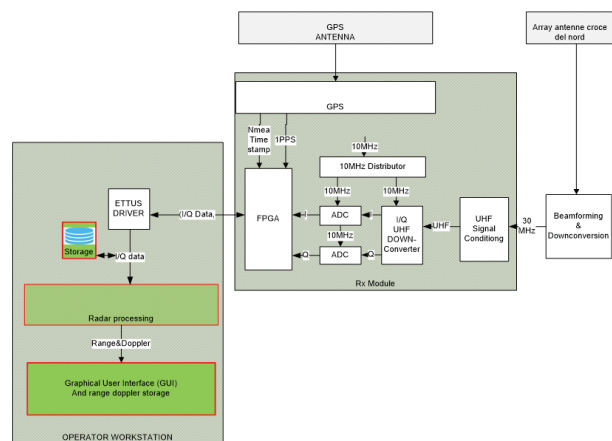 GPS
ANTENNA
Array antenne croce
del nord
GPS
Nmea
Time
stamp
1PPS
10MHz
10MHz Distributor
10MHz
10MHz
ETTUS
DRIVER
(I/Q Data,
FPGA
I
ADC
I
I/Q
UHF
DOWN-
Converter
UHF
UHF
Signal
Conditiong
30
MHz
Beamforming
&
Downconversion
10MHz
Q
ADC
Q
Storage
I/Q data
Rx Module
Radar processing
Range&Doppler
Graphical User Interface (GUI)
And range doppler storage
OPERATOR WORKSTATION